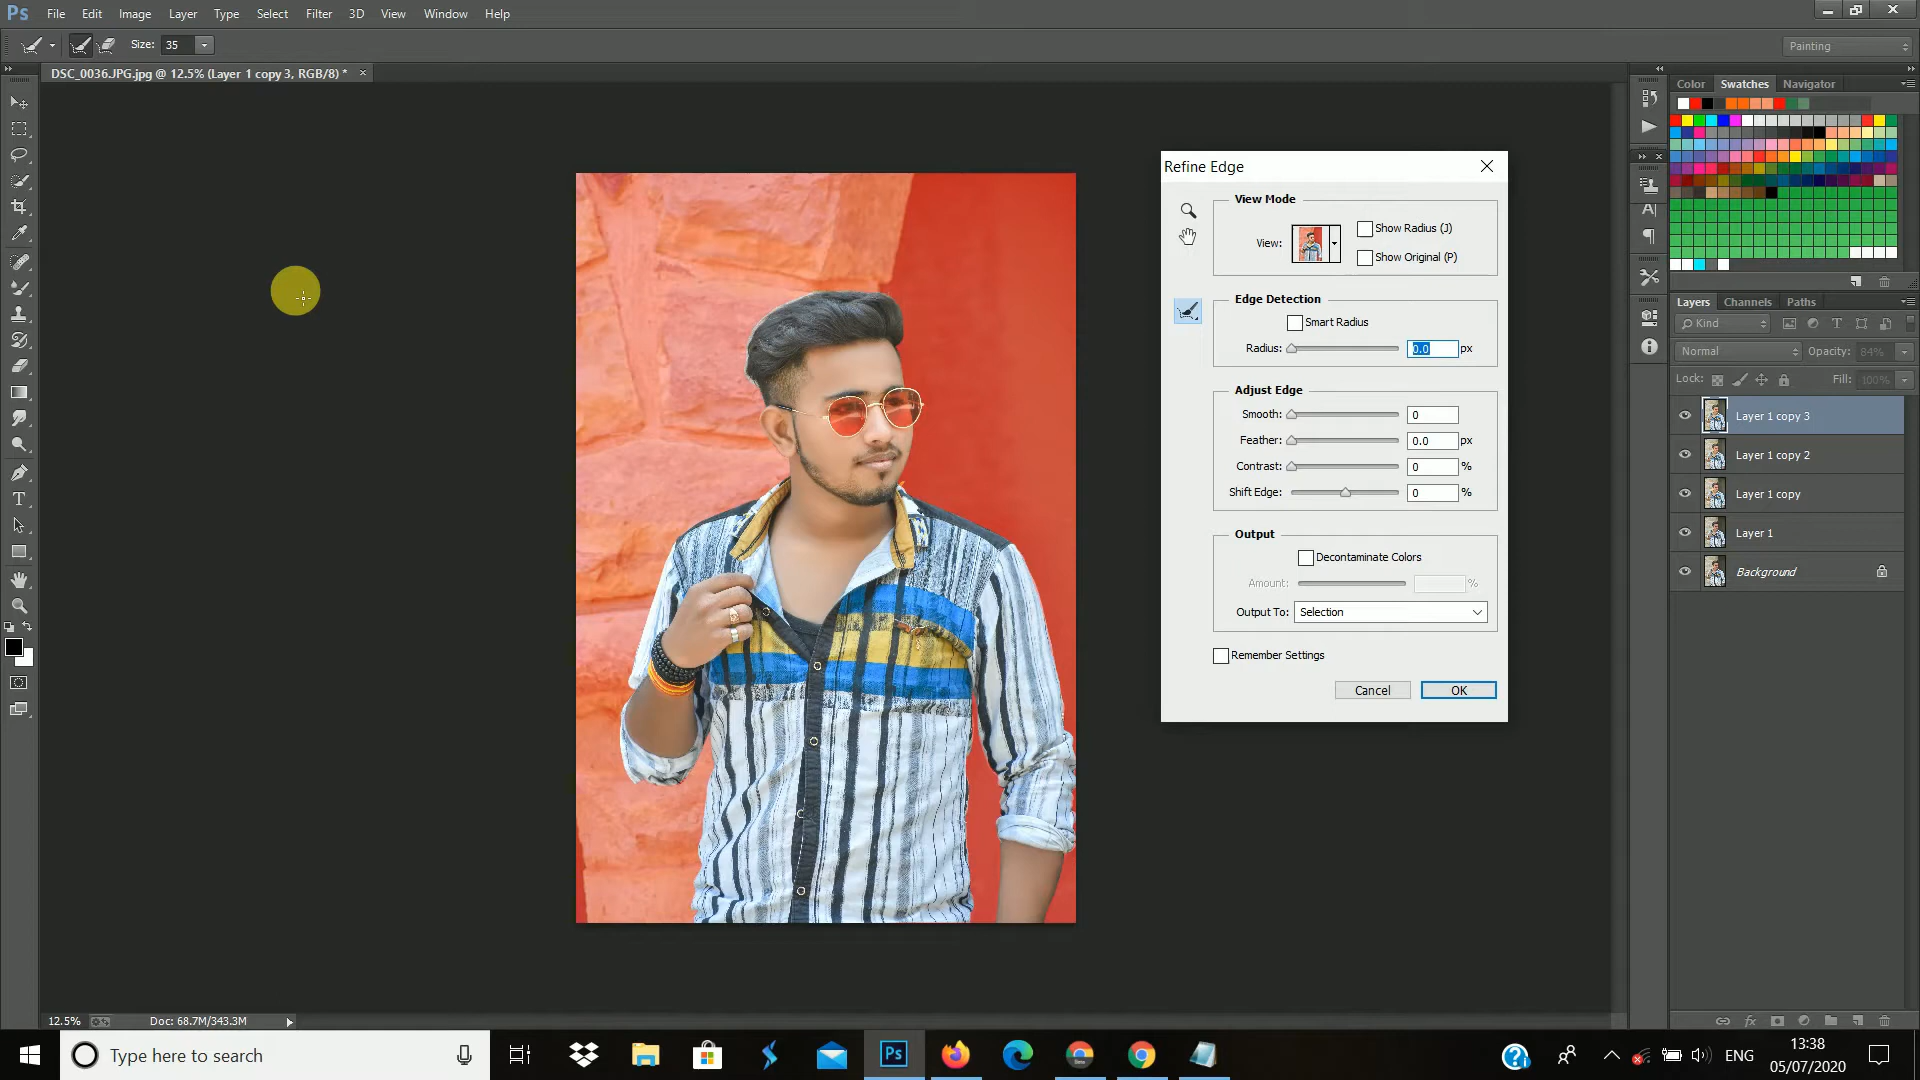 Ps File Edit Image Layer Type Select Filter 3D View Window Help
Size: 35
Painting
DSC_0036.JPG.jpg @ 12.5% (Layer 1 copy 3, RGB/8) *
Color Swatches Navigator
Refine Edge
View Mode
View:
Show Radius (J)
Show Original (P)
Edge Detection
Smart Radius
Radius: 0.0 px
Adjust Edge
Smooth: 0
Feather: 0.0 px
Contrast: 0 %
Shift Edge: 0 %
Output
Decontaminate Colors
Amount: %
Output To: Selection
Remember Settings
Cancel OK
Layers Channels Paths
Kind
Normal Opacity: 84%
Lock: Fill: 100%
Layer 1 copy 3
Layer 1 copy 2
Layer 1 copy
Layer 1
Background
12.5% Doc: 68.7M/343.3M
Type here to search
Ps
ENG
13:38
05/07/2020